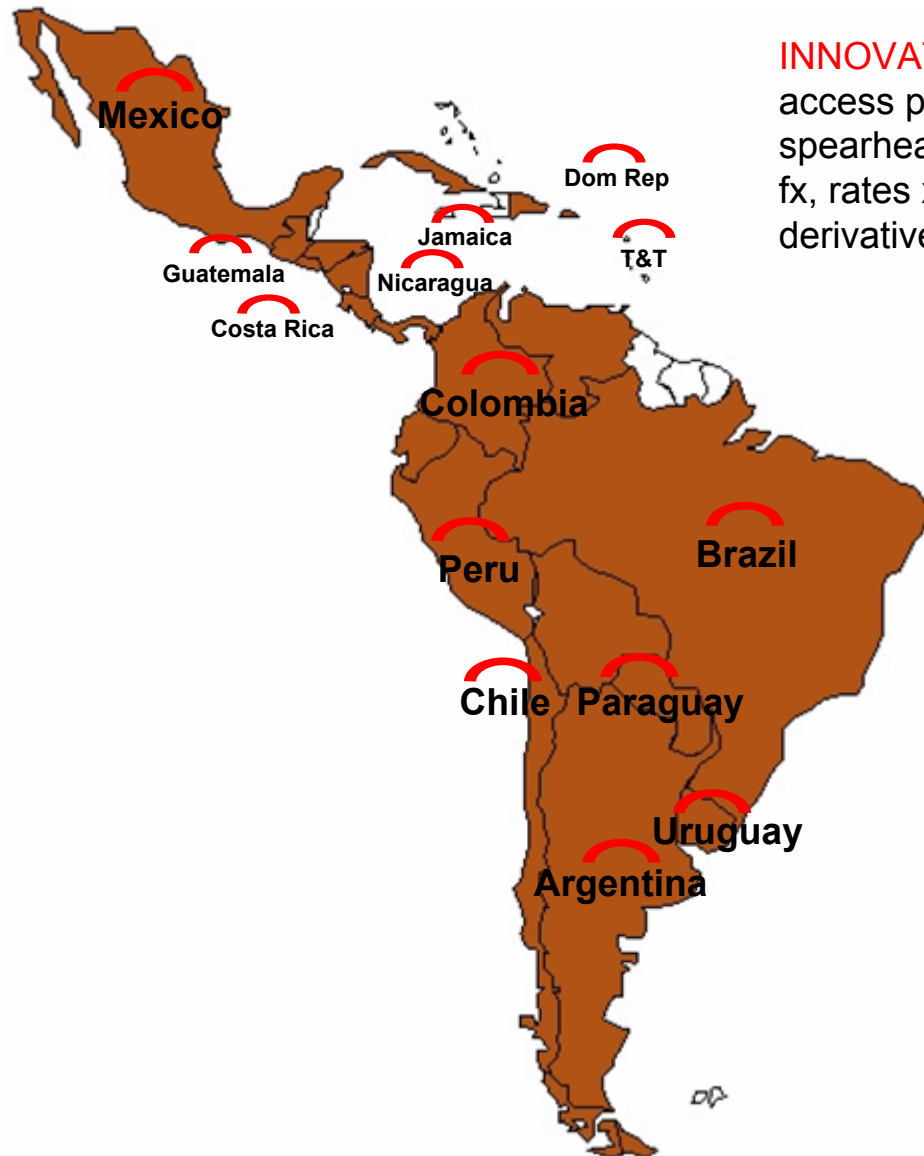 INNOVAT
access p
spearhea
fx, rates
derivative
Mexico
Dom Rep
Jamaica
T&T
Guatemala
Nicaragua
Costa Rica
Colombia
Brazil
Peru
Chile
Paraguay
Uruguay
Argentina